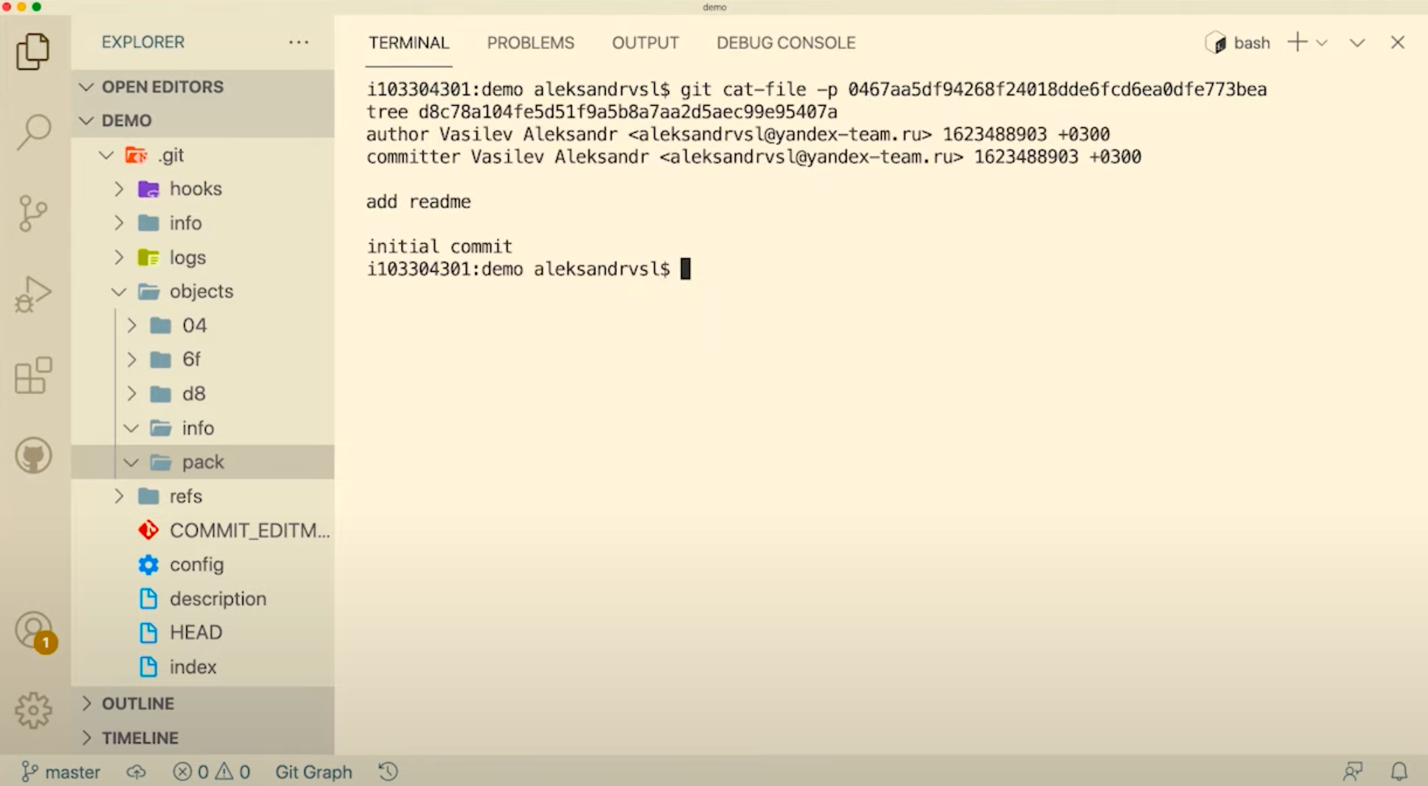 demo
EXPLORER
OPEN EDITORS
DEMO
.git
hooks
info
logs
objects
04
6f
d8
info
pack
refs
COMMIT_EDITM...
config
description
HEAD
index
OUTLINE
TIMELINE
TERMINAL PROBLEMS OUTPUT DEBUG CONSOLE bash
i103304301:demo aleksandrvsl$ git cat-file -p 0467aa5df94268f24018dde6fcd6ea0dfe773bea
tree d8c78a104fe5d51f9a5b8a7aa2d5aec99e95407a
author Vasilev Aleksandr <aleksandrvsl@yandex-team.ru> 1623488903 +0300
committer Vasilev Aleksandr <aleksandrvsl@yandex-team.ru> 1623488903 +0300
add readme
initial commit
i103304301:demo aleksandrvsl$
1
master 0 0 Git Graph